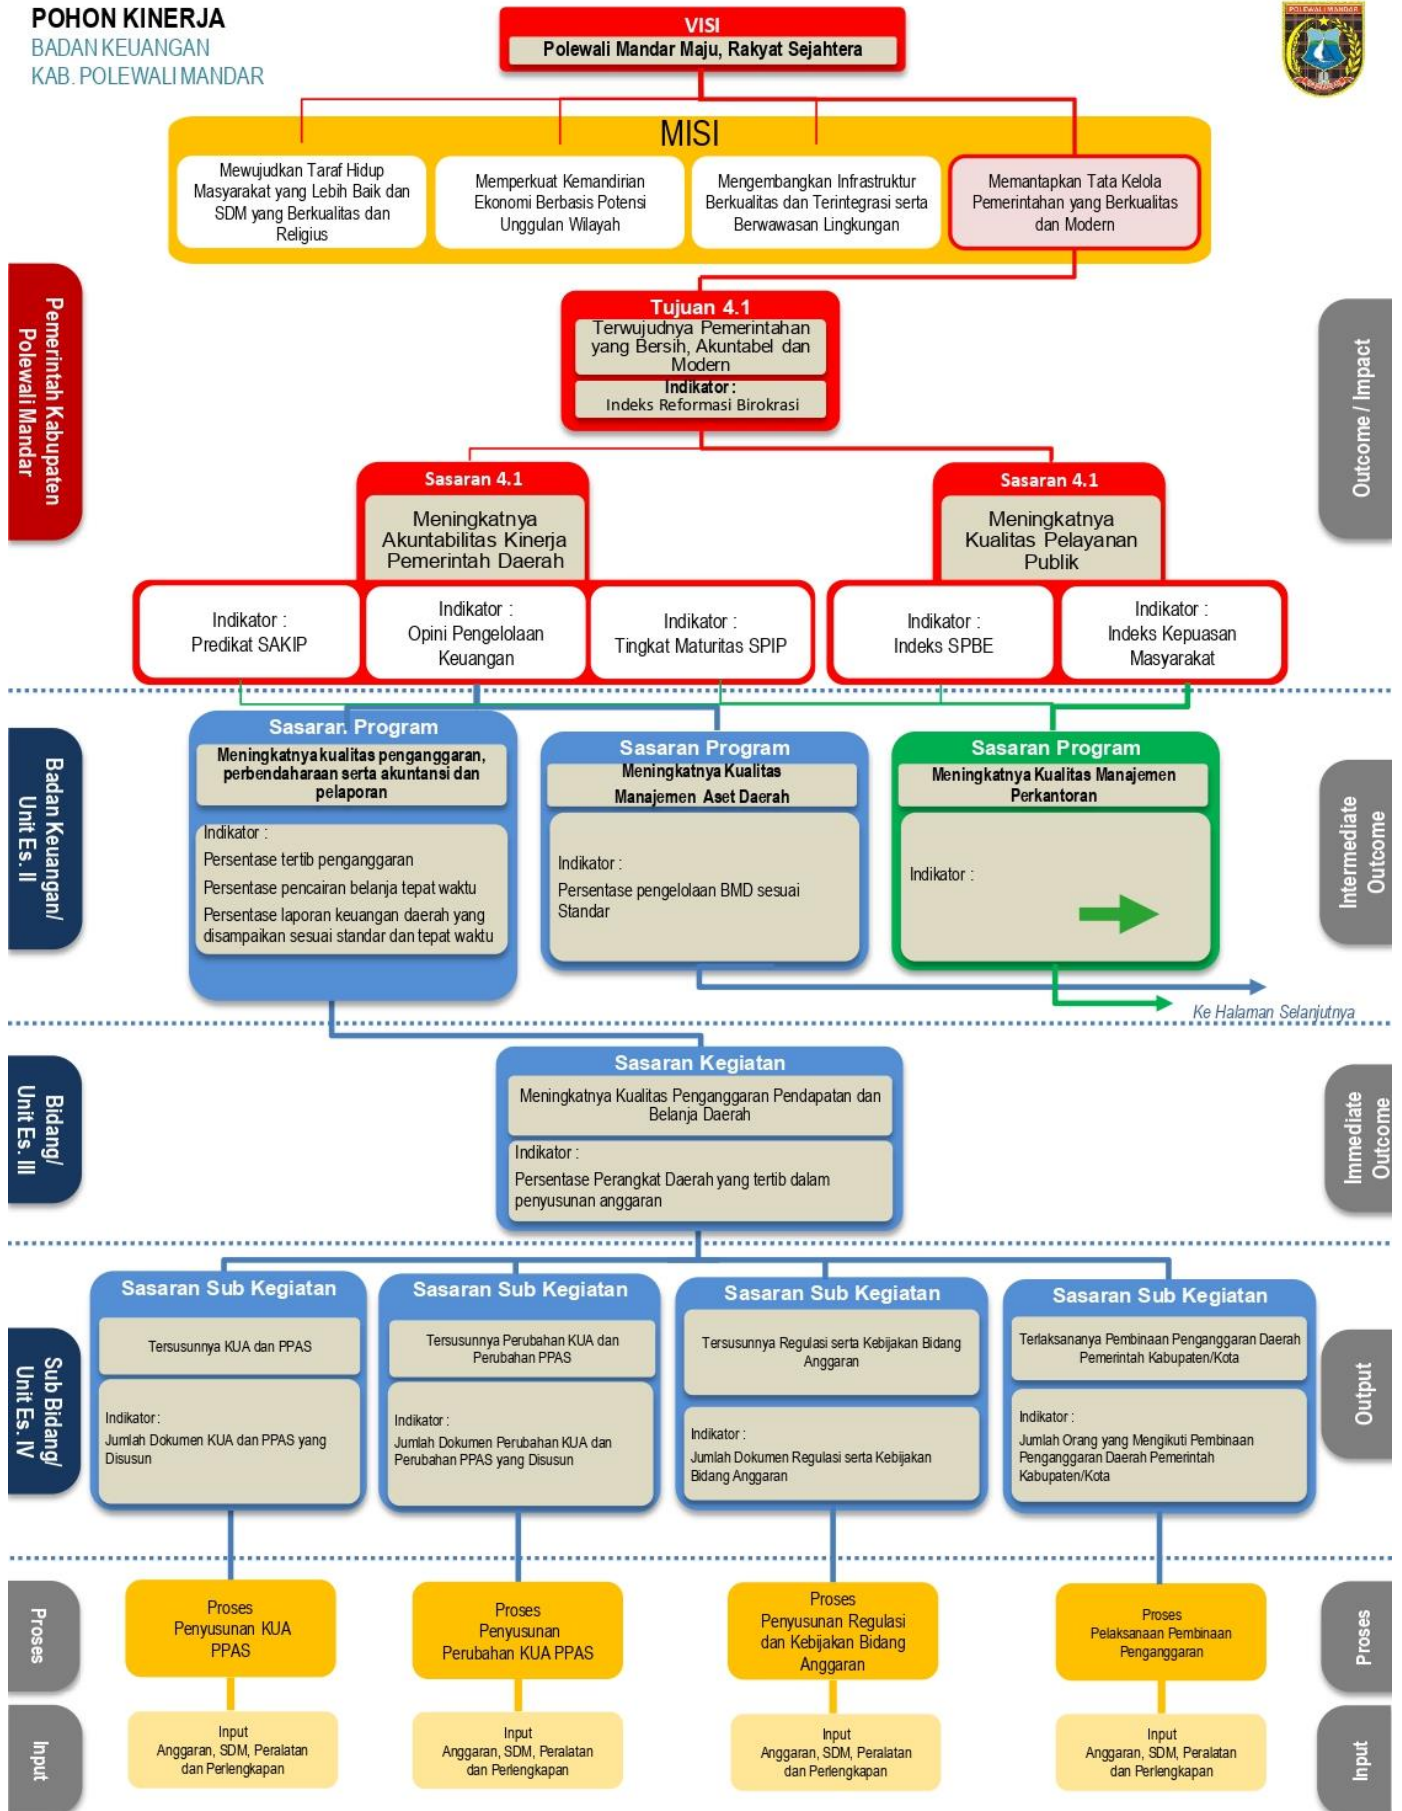 POHON KINERJA
BADAN KEUANGAN
KAB. POLEWALI MANDAR
VISI
Polewali Mandar Maju, Rakyat Sejahtera
POLEWALI MANDAR
MISI
Mewujudkan Taraf Hidup
Masyarakat yang Lebih Baik dan
SDM yang Berkualitas dan
Religius
Memperkuat Kemandirian
Ekonomi Berbasis Potensi
Unggulan Wilayah
Mengembangkan Infrastruktur
Berkualitas dan Terintegrasi serta
Berwawasan Lingkungan
Memantapkan Tata Kelola
Pemerintahan yang Berkualitas
dan Modern
Pemerintah Kabupaten
Polewali Mandar
Outcome / Impact
Tujuan 4.1
Terwujudnya Pemerintahan
yang Bersih, Akuntabel dan
Modern
Indikator :
Indeks Reformasi Birokrasi
Sasaran 4.1
Meningkatnya
Akuntabilitas Kinerja
Pemerintah Daerah
Sasaran 4.1
Meningkatnya
Kualitas Pelayanan
Publik
Indikator :
Predikat SAKIP
Indikator :
Opini Pengelolaan
Keuangan
Indikator :
Tingkat Maturitas SPIP
Indikator :
Indeks SPBE
Indikator :
Indeks Kepuasan
Masyarakat
Badan Keuangan/
Unit Es. II
Intermediate
Outcome
Sasaran Program
Meningkatnya kualitas penganggaran,
perbendaharaan serta akuntansi dan
pelaporan
Indikator :
Persentase tertib penganggaran
Persentase pencairan belanja tepat waktu
Persentase laporan keuangan daerah yang
disampaikan sesuai standar dan tepat waktu
Sasaran Program
Meningkatnya Kualitas
Manajemen Aset Daerah
Indikator :
Persentase pengelolaan BMD sesuai
Standar
Sasaran Program
Meningkatnya Kualitas Manajemen
Perkantoran
Indikator :
Ke Halaman Selanjutnya
Bidang/
Unit Es. III
Immediate
Outcome
Sasaran Kegiatan
Meningkatnya Kualitas Penganggaran Pendapatan dan
Belanja Daerah
Indikator :
Persentase Perangkat Daerah yang tertib dalam
penyusunan anggaran
Sub Bidang/
Unit Es. IV
Output
Sasaran Sub Kegiatan
Tersusunnya KUA dan PPAS
Indikator :
Jumlah Dokumen KUA dan PPAS yang
Disusun
Sasaran Sub Kegiatan
Tersusunnya Perubahan KUA dan
Perubahan PPAS
Indikator :
Jumlah Dokumen Perubahan KUA dan
Perubahan PPAS yang Disusun
Sasaran Sub Kegiatan
Tersusunnya Regulasi serta Kebijakan Bidang
Anggaran
Indikator :
Jumlah Dokumen Regulasi serta Kebijakan
Bidang Anggaran
Sasaran Sub Kegiatan
Terlaksananya Pembinaan Penganggaran Daerah
Pemerintah Kabupaten/Kota
Indikator :
Jumlah Orang yang Mengikuti Pembinaan
Penganggaran Daerah Pemerintah
Kabupaten/Kota
Proses
Proses
Penyusunan KUA
PPAS
Proses
Penyusunan
Perubahan KUA PPAS
Proses
Penyusunan Regulasi
dan Kebijakan Bidang
Anggaran
Proses
Pelaksanaan Pembinaan
Penganggaran
Proses
Input
Input
Anggaran, SDM, Peralatan
dan Perlengkapan
Input
Anggaran, SDM, Peralatan
dan Perlengkapan
Input
Anggaran, SDM, Peralatan
dan Perlengkapan
Input
Anggaran, SDM, Peralatan
dan Perlengkapan
Input